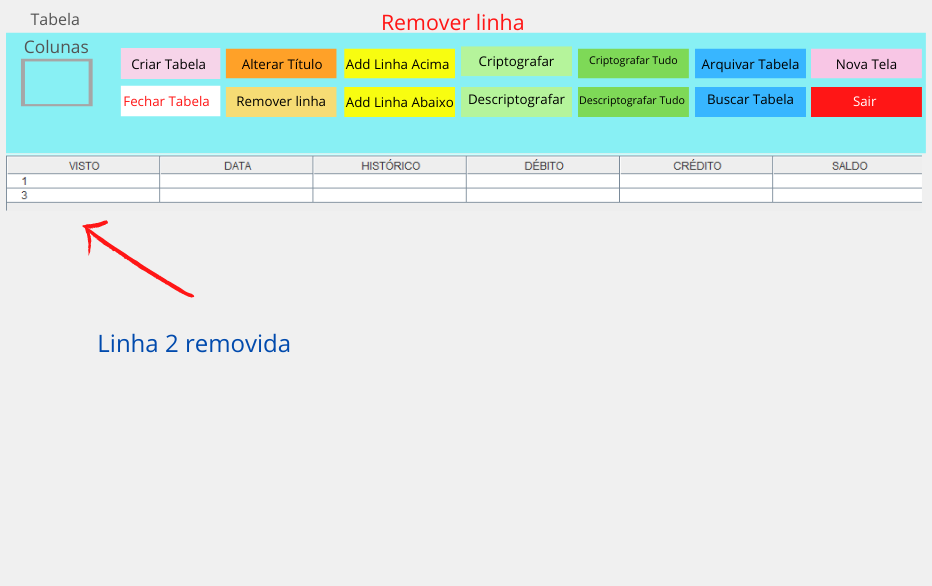 Tabela
Remover linha
Colunas
Criar Tabela
Alterar Título
Add Linha Acima
Criptografar
Criptografar Tudo
Arquivar Tabela
Nova Tela
Fechar Tabela
Remover linha
Add Linha Abaixo
Descriptografar
Descriptografar Tudo
Buscar Tabela
Sair
VISTO DATA HISTÓRICO DÉBITO CRÉDITO SALDO
1
3
Linha 2 removida